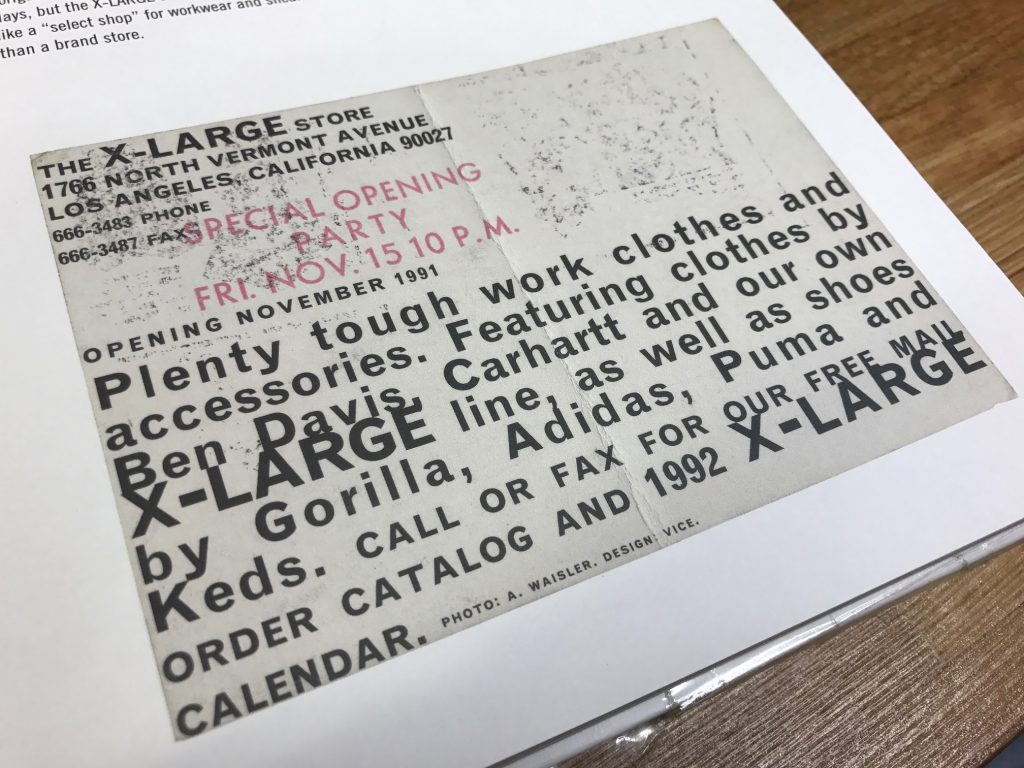 days, but the X-LARGE
like a "select shop" for workwear and
than a brand store.
THE X-LARGE STORE
1766 NORTH VERMONT AVENUE
LOS ANGELES, CALIFORNIA 90027
666-3483 PHONE
666-3487 FAX
SPECIAL OPENING
PARTY
FRI. NOV. 15 10 P.M.
OPENING NOVEMBER 1991
Plenty tough work clothes and
accessories. Featuring clothes by
Ben Davis, Carhartt and our own
X-LARGE line, as well as shoes
by Gorilla, Adidas, Puma and
Keds. CALL OR FAX FOR OUR FREE MAIL
ORDER CATALOG AND 1992 X-LARGE
CALENDAR. PHOTO: A. WAISLER. DESIGN: VICE.